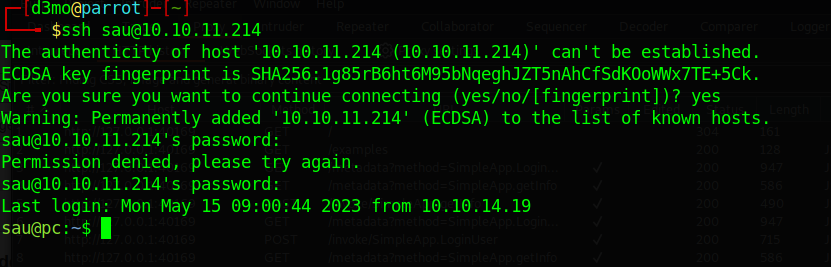 ┌─[d3mo@parrot]─[~]
└──╼ $ssh sau@10.10.11.214
The authenticity of host '10.10.11.214 (10.10.11.214)' can't be established.
ECDSA key fingerprint is SHA256:1g85rB6ht6M95bNqeghJZT5nAhCfSdKOoWWx7TE+5Ck.
Are you sure you want to continue connecting (yes/no/[fingerprint])? yes
Warning: Permanently added '10.10.11.214' (ECDSA) to the list of known hosts.
sau@10.10.11.214's password:
Permission denied, please try again.
sau@10.10.11.214's password:
Last login: Mon May 15 09:00:44 2023 from 10.10.14.19
sau@pc:~$